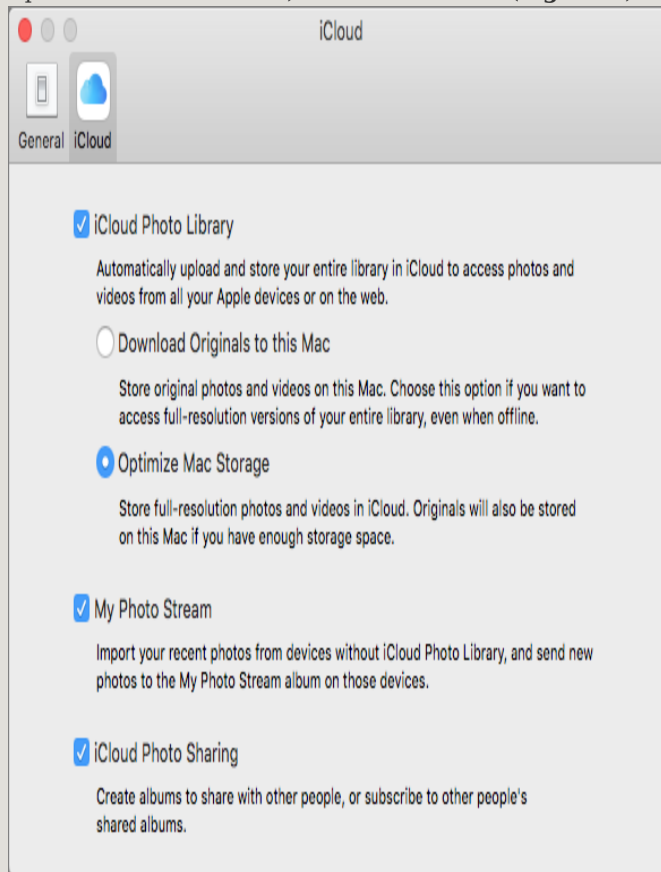 iCloud
General iCloud
iCloud Photo Library
Automatically upload and store your entire library in iCloud to access photos and
videos from all your Apple devices or on the web.
Download Originals to this Mac
Store original photos and videos on this Mac. Choose this option if you want to
access full-resolution versions of your entire library, even when offline.
Optimize Mac Storage
Store full-resolution photos and videos in iCloud. Originals will also be stored
on this Mac if you have enough storage space.
My Photo Stream
Import your recent photos from devices without iCloud Photo Library, and send new
photos to the My Photo Stream album on those devices.
iCloud Photo Sharing
Create albums to share with other people, or subscribe to other people's
shared albums.